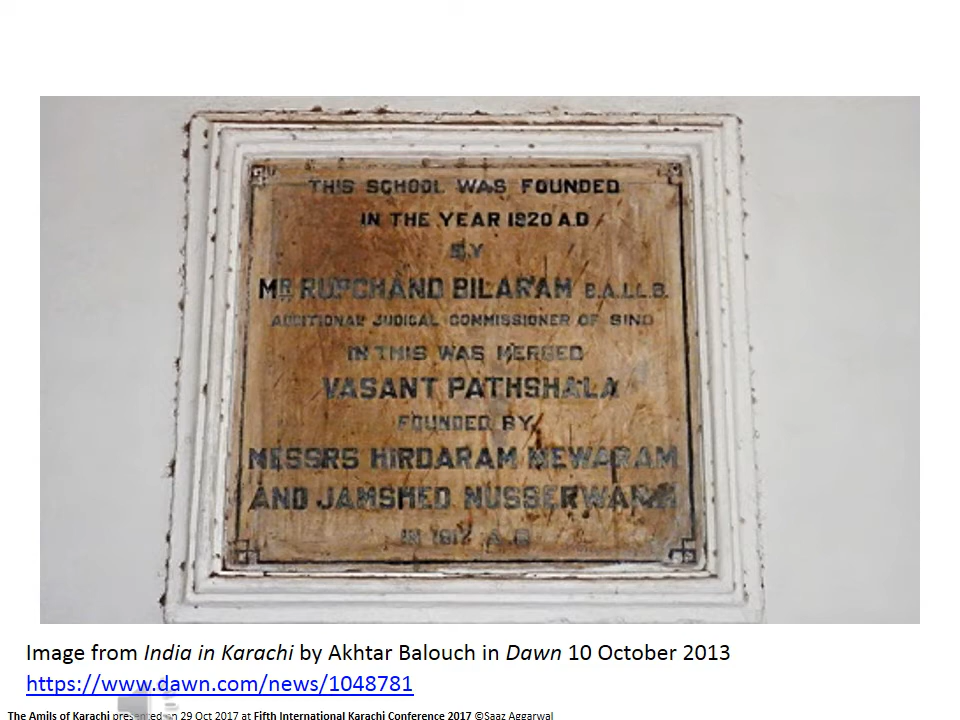 THIS SCHOOL WAS FOUNDED
IN THE YEAR 1920 A.D
BY
MR RUPCHAND BILARAM B.A.L.L.B.
ADDITIONAL JUDICAL COMMISSIONER OF SIND
IN THIS WAS MERGED
VASANT PATHSHALA
FOUNDED BY
MESSRS HIRDARAM MEWARAM
AND JAMSHED NUSSERWANJI
IN A.D
Image from India in Karachi by Akhtar Balouch in Dawn 10 October 2013
https://www.dawn.com/news/1048781
The Amils of Karachi presented on 29 Oct 2017 at Fifth International Karachi Conference 2017 ©Saaz Aggarwal